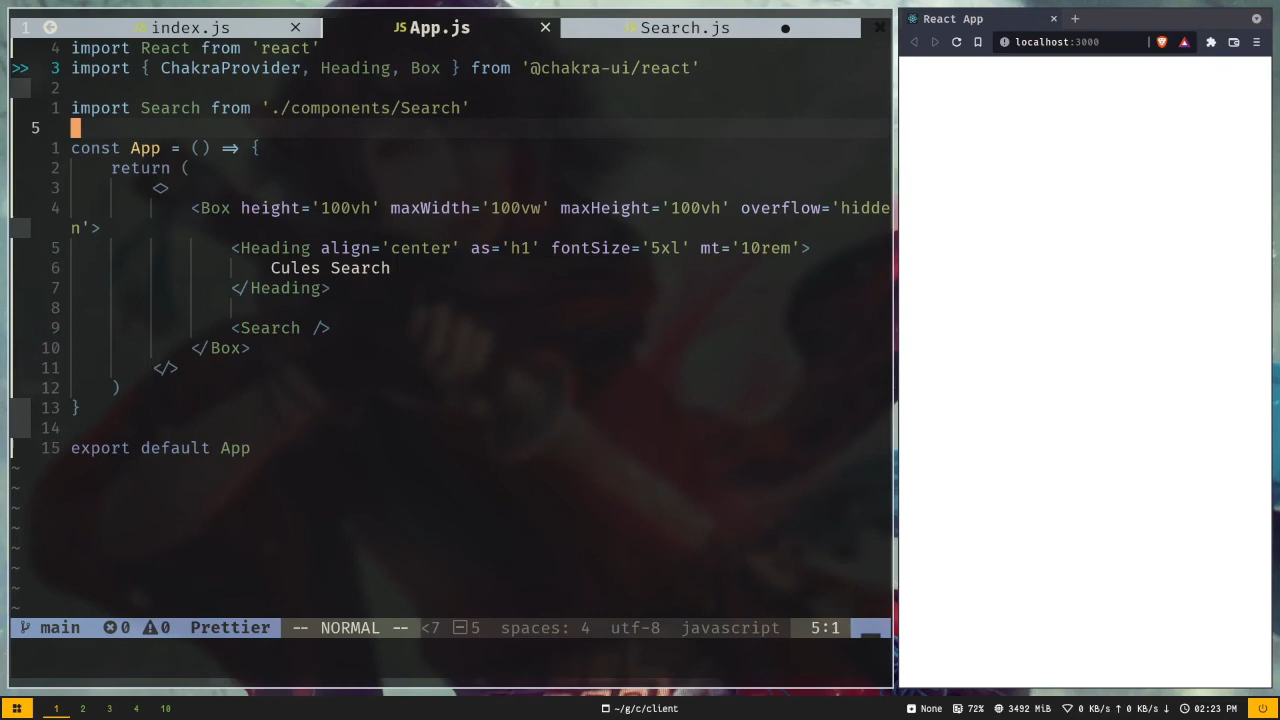 1 index.js JS App.js JS Search.js
React App
localhost:3000
4 import React from 'react'
>> 3 import { ChakraProvider, Heading, Box } from '@chakra-ui/react'
2
1 import Search from './components/Search'
5
1 const App = () => {
2 return (
3 <>
4 <Box height='100vh' maxWidth='100vw' maxHeight='100vh' overflow='hidde
n'>
5 <Heading align='center' as='h1' fontSize='5xl' mt='10rem'>
6 Cules Search
7 </Heading>
8
9 <Search />
10 </Box>
11 </>
12 )
13 }
14
15 export default App
~
~
~
~
~
~
~
~
main 0 0 Prettier -- NORMAL -- <7 5 spaces: 4 utf-8 javascript 5:1
1 2 3 4 10 ~/g/c/client None 72% 3492 MiB 0 KB/s ↑ 0 KB/s ↓ 02:23 PM